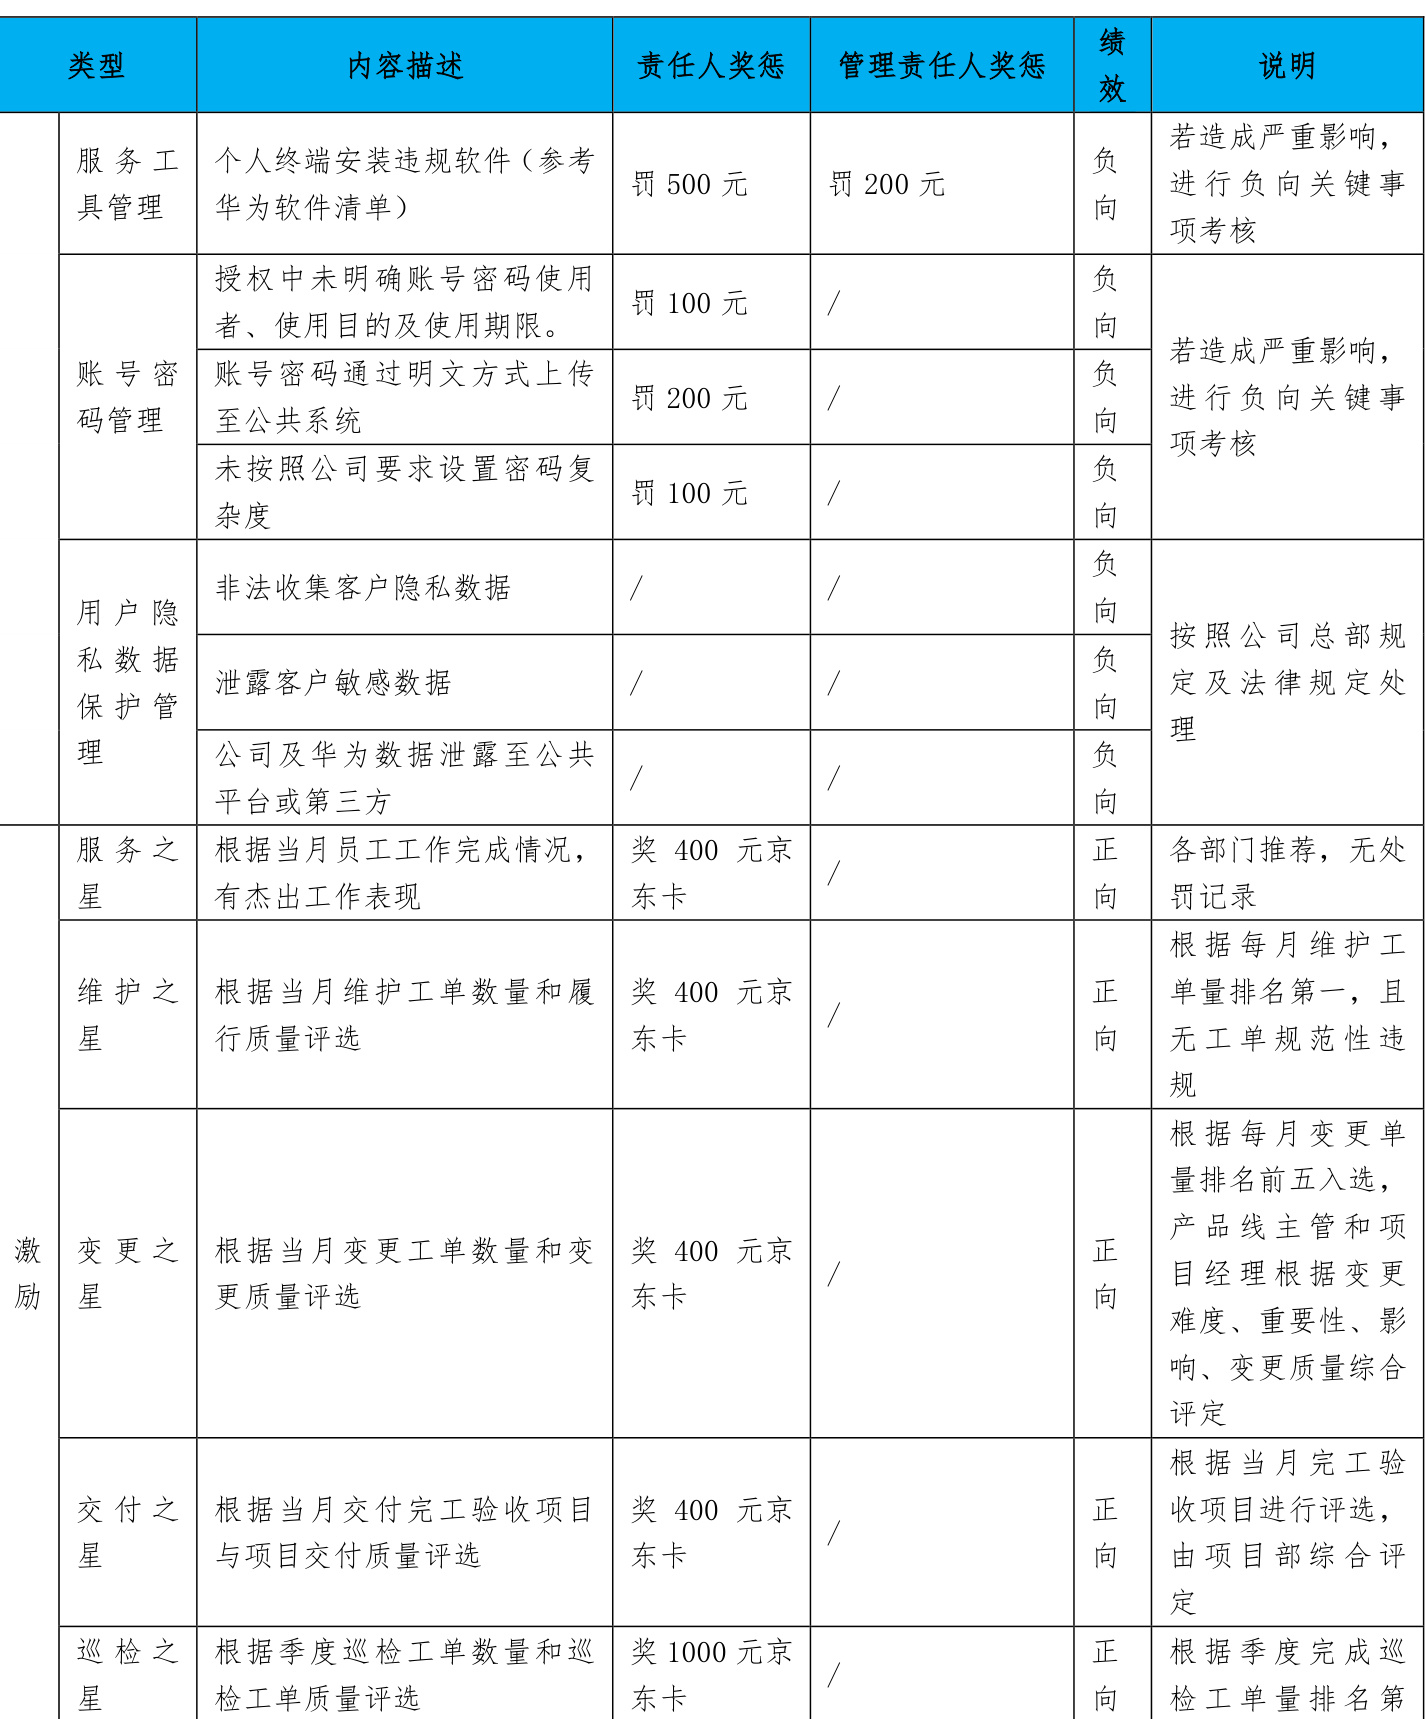 类型
内容描述
责任人奖惩
管理责任人奖惩
绩
效
说明
服务工
具管理
个人终端安装违规软件（参考
华为软件清单）
罚 500 元
罚 200 元
负
向
若造成严重影响，
进行负向关键事
项考核
账号密
码管理
授权中未明确账号密码使用
者、使用目的及使用期限。
罚 100 元
/
负
向
若造成严重影响，
进行负向关键事
项考核
账号密码通过明文方式上传
至公共系统
罚 200 元
/
负
向
未按照公司要求设置密码复
杂度
罚 100 元
/
负
向
用户隐
私数据
保护管
理
非法收集客户隐私数据
/
/
负
向
按照公司总部规
定及法律规定处
理
泄露客户敏感数据
/
/
负
向
公司及华为数据泄露至公共
平台或第三方
/
/
负
向
激
励
服务之
星
根据当月员工工作完成情况，
有杰出工作表现
奖 400 元京
东卡
/
正
向
各部门推荐，无处
罚记录
维护之
星
根据当月维护工单数量和履
行质量评选
奖 400 元京
东卡
/
正
向
根据每月维护工
单量排名第一，且
无工单规范性违
规
变更之
星
根据当月变更工单数量和变
更质量评选
奖 400 元京
东卡
/
正
向
根据每月变更单
量排名前五入选，
产品线主管和项
目经理根据变更
难度、重要性、影
响、变更质量综合
评定
交付之
星
根据当月交付完工验收项目
与项目交付质量评选
奖 400 元京
东卡
/
正
向
根据当月完工验
收项目进行评选，
由项目部综合评
定
巡检之
星
根据季度巡检工单数量和巡
检工单质量评选
奖 1000 元京
东卡
/
正
向
根据季度完成巡
检工单量排名第